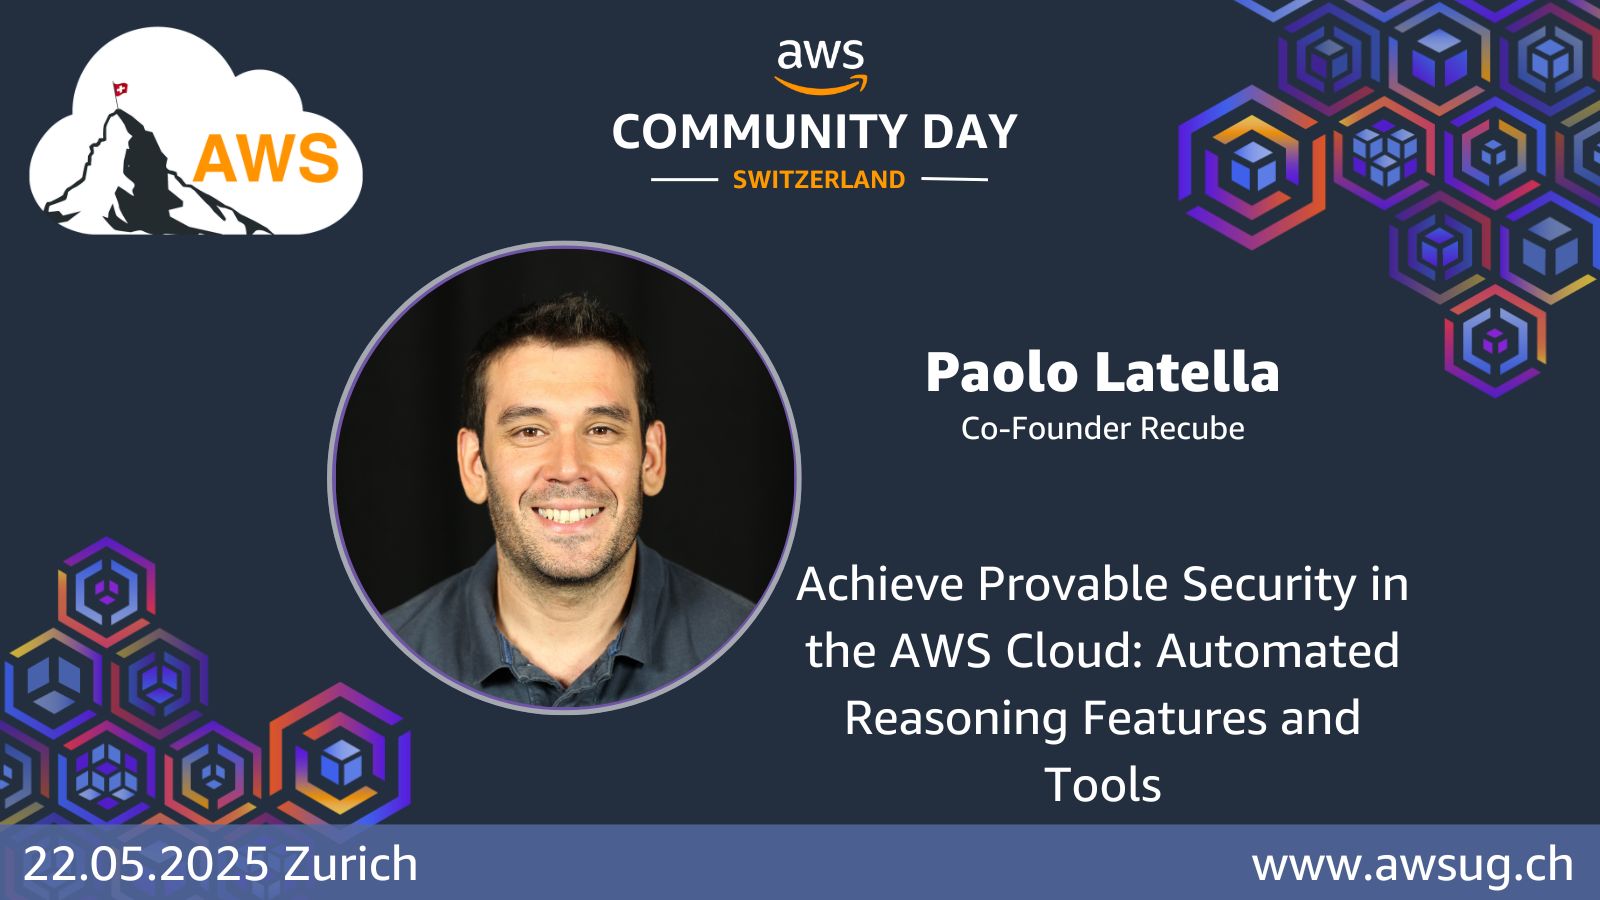 AWS
aws
COMMUNITY DAY
SWITZERLAND
Paolo Latella
Co-Founder Recube
Achieve Provable Security in
the AWS Cloud: Automated
Reasoning Features and
Tools
22.05.2025 Zurich
www.awsug.ch